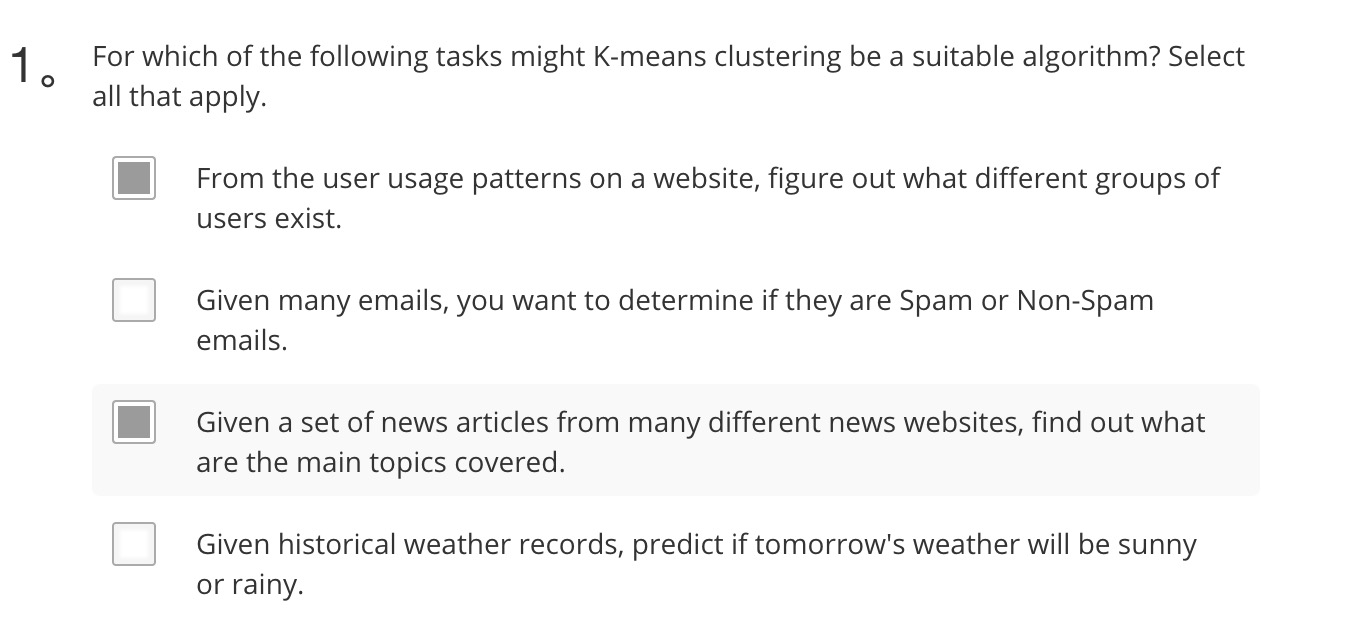 1。 For which of the following tasks might K-means clustering be a suitable algorithm? Select
all that apply.
From the user usage patterns on a website, figure out what different groups of
users exist.
Given many emails, you want to determine if they are Spam or Non-Spam
emails.
Given a set of news articles from many different news websites, find out what
are the main topics covered.
Given historical weather records, predict if tomorrow's weather will be sunny
or rainy.